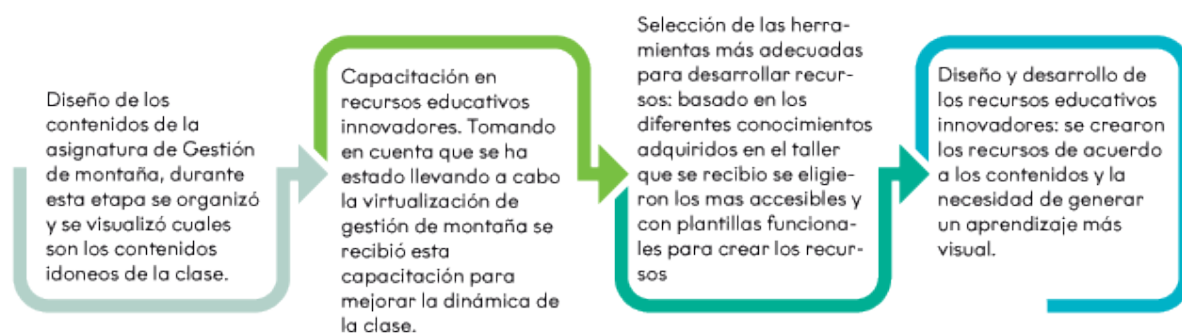 Diseño de los
contenidos de la
asignatura de Gestión
de montaña, durante
esta etapa se organizó
y se visualizó cuales
son los contenidos
idoneos de la clase.
Capacitación en
recursos educativos
innovadores. Tomando
en cuenta que se ha
estado llevando a cabo
la virtualización de
gestión de montaña se
recibió esta
capacitación para
mejorar la dinámica de
la clase.
Selección de las herra-
mientas más adecuadas
para desarrollar recur-
sos: basado en los
diferentes conocimientos
adquiridos en el taller
que se recibio se eligie-
ron los mas accesibles y
con plantillas funciona-
les para crear los recur-
sos
Diseño y desarrollo de
los recursos educativos
innovadores: se crearon
los recursos de acuerdo
a los contenidos y la
necesidad de generar
un aprendizaje más
visual.